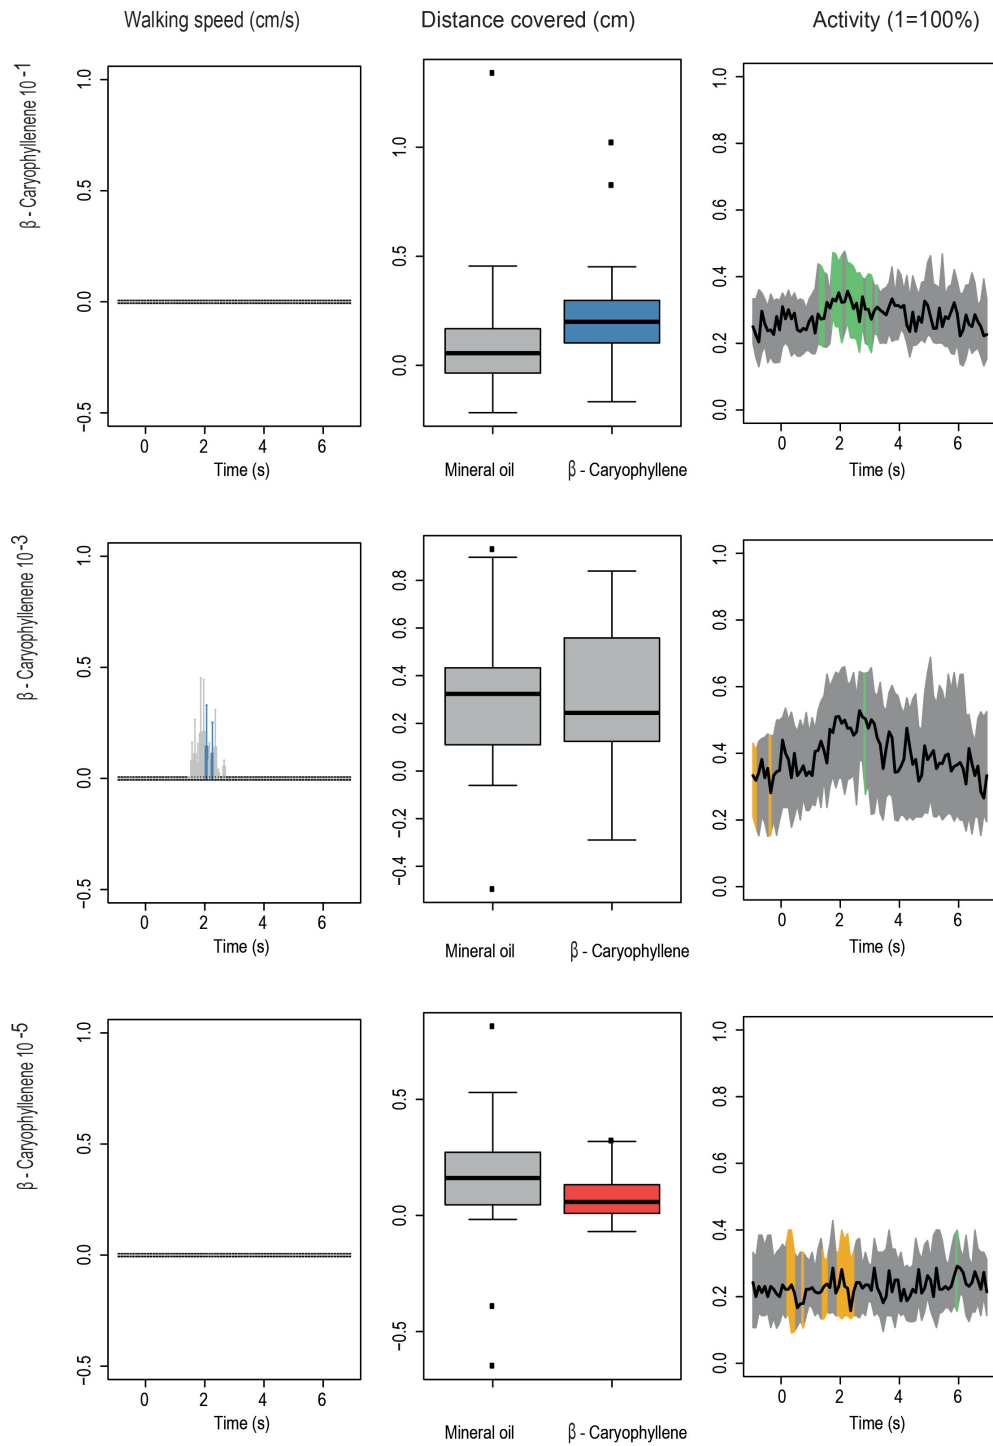 Walking speed (cm/s) Distance covered (cm) Activity (1=100%)
β - Caryophyllenene 10 -1
1.0 0.5 0.0 −0.5
0 2 4 6
Time (s)
1.0 0.5 0.0
Mineral oil β - Caryophyllene
1.0 0.8 0.6 0.4 0.2 0.0
0 2 4 6
Time (s)
β - Caryophyllenene 10 -3
1.0 0.5 0.0 −0.5
0 2 4 6
Time (s)
0.8 0.6 0.4 0.2 0.0 −0.2 −0.4
Mineral oil β - Caryophyllene
1.0 0.8 0.6 0.4 0.2 0.0
0 2 4 6
Time (s)
β - Caryophyllenene 10 -5
1.0 0.5 0.0 −0.5
0 2 4 6
Time (s)
0.5 0.0 −0.5
Mineral oil β - Caryophyllene
1.0 0.8 0.6 0.4 0.2 0.0
0 2 4 6
Time (s)